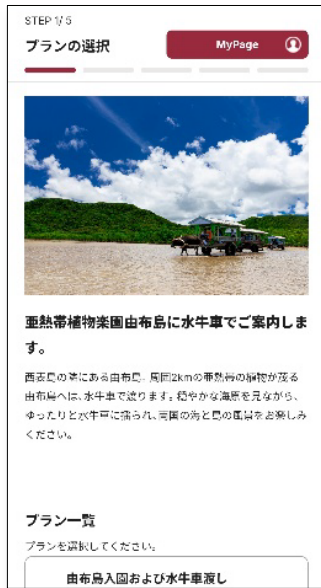 STEP 1/ 5
プランの選択
MyPage
亜熱帯植物楽園由布島に水牛車でご案内しま
す。
西表島の隣にある由布島。周囲2kmの亜熱帯の植物が茂る
由布島へは、水牛車で渡ります。穏やかな海原を見ながら、
ゆったりと水牛車に揺られ、南国の海と島の風景をお楽しみ
ください。
プラン一覧
プランを選択してください。
由布島入園および水牛車渡し